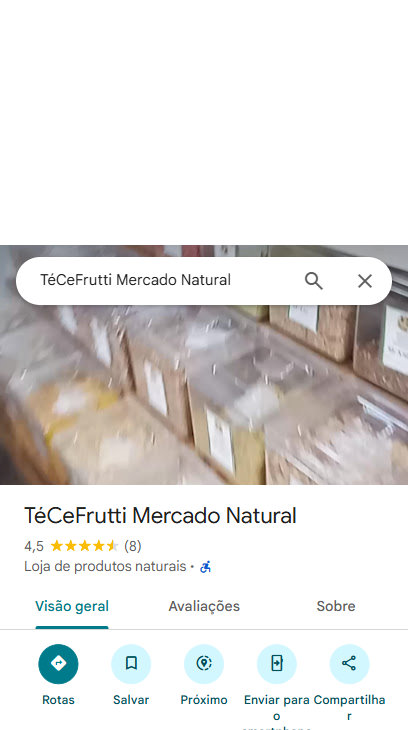 TéCeFrutti Mercado Natural
TéCeFrutti Mercado Natural
4,5 (8)
Loja de produtos naturais ·
Visão geral Avaliações Sobre
Rotas Salvar Próximo Enviar para o Compartilhar